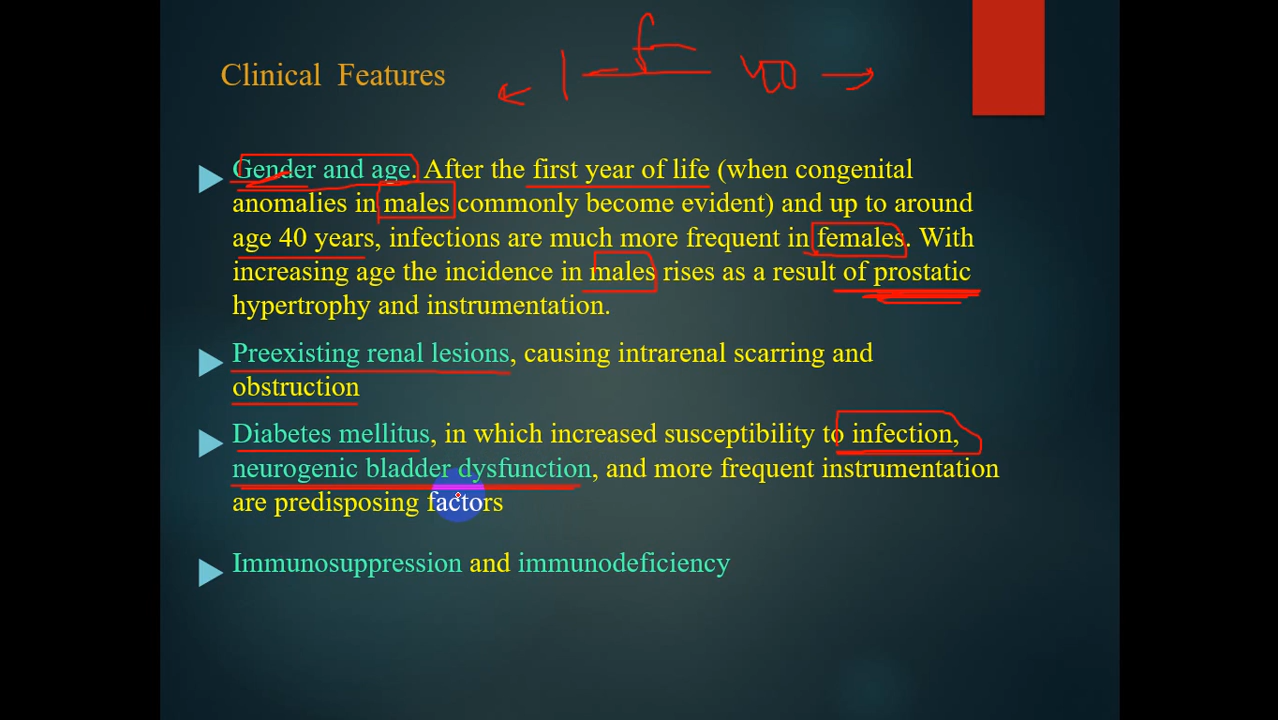 f
1 40
Clinical Features
Gender and age. After the first year of life (when congenital
anomalies in males commonly become evident) and up to around
age 40 years, infections are much more frequent in females. With
increasing age the incidence in males rises as a result of prostatic
hypertrophy and instrumentation.
Preexisting renal lesions, causing intrarenal scarring and
obstruction
Diabetes mellitus, in which increased susceptibility to infection,
neurogenic bladder dysfunction, and more frequent instrumentation
are predisposing factors
Immunosuppression and immunodeficiency